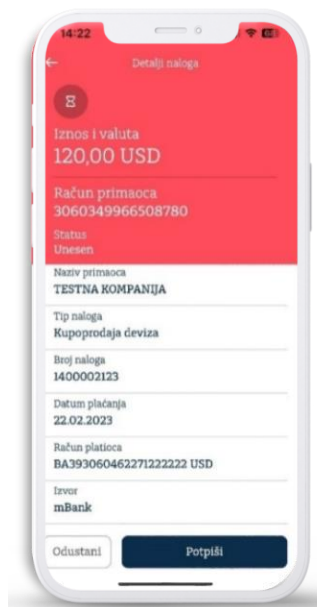 14:22
Detalji naloga
Iznos i valuta
120,00 USD
Račun primaoca
3060349966508780
Status
Unesen
Naziv primaoca
TESTNA KOMPANIJA
Tip naloga
Kupoprodaja deviza
Broj naloga
1400002123
Datum plaćanja
22.02.2023
Račun platioca
BA393060462271222222 USD
Izvor
mBank
Odustani
Potpiši